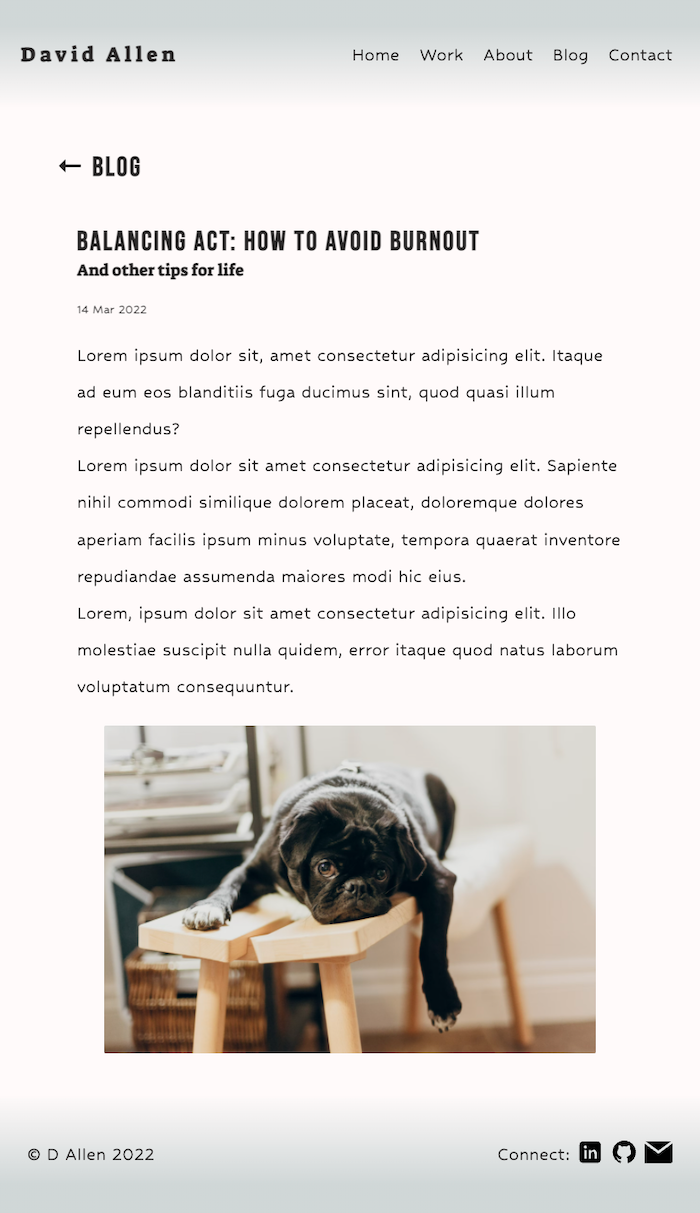 David Allen
Home Work About Blog Contact
← BLOG
BALANCING ACT: HOW TO AVOID BURNOUT
And other tips for life
14 Mar 2022
Lorem ipsum dolor sit, amet consectetur adipisicing elit. Itaque
ad eum eos blanditiis fuga ducimus sint, quod quasi illum
repellendus?
Lorem ipsum dolor sit amet consectetur adipisicing elit. Sapiente
nihil commodi similique dolorem placeat, doloremque dolores
aperiam facilis ipsum minus voluptate, tempora quaerat inventore
repudiandae assumenda maiores modi hic eius.
Lorem, ipsum dolor sit amet consectetur adipisicing elit. Illo
molestiae suscipit nulla quidem, error itaque quod natus laborum
voluptatum consequuntur.
© D Allen 2022
Connect: in